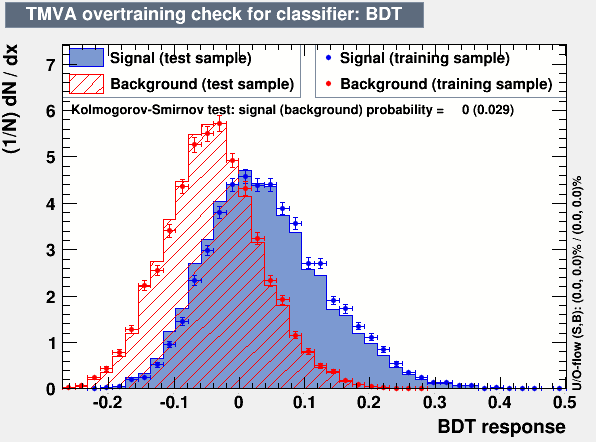 TMVA overtraining check for classifier: BDT
(1/N) dN / dx
Signal (test sample)
Background (test sample)
Signal (training sample)
Background (training sample)
Kolmogorov-Smirnov test: signal (background) probability = 0 (0.029)
7
6
5
4
3
2
1
0
-0.2 -0.1 0 0.1 0.2 0.3 0.4 0.5
BDT response
U/O-flow (S,B): (0.0, 0.0)% / (0.0, 0.0)%